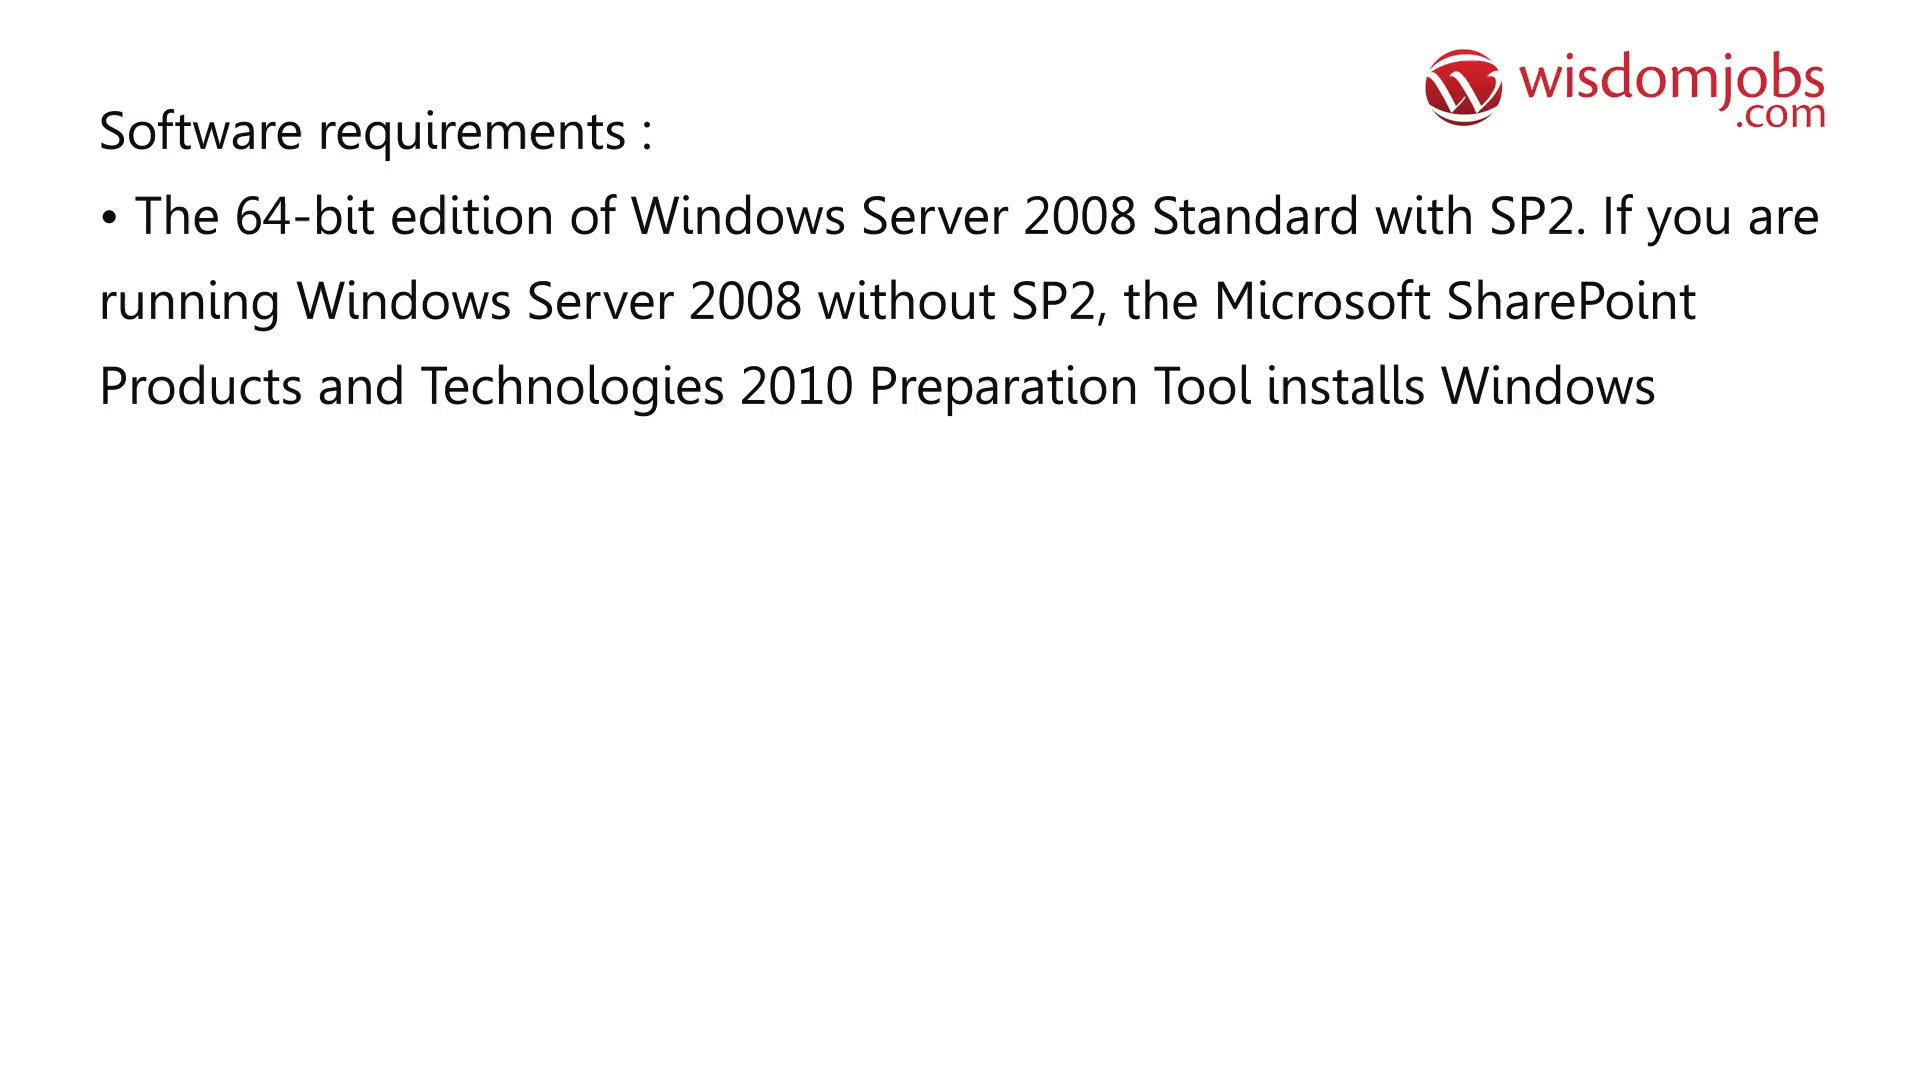 wisdomjobs
.com
Software requirements :
• The 64-bit edition of Windows Server 2008 Standard with SP2. If you are
running Windows Server 2008 without SP2, the Microsoft SharePoint
Products and Technologies 2010 Preparation Tool installs Windows